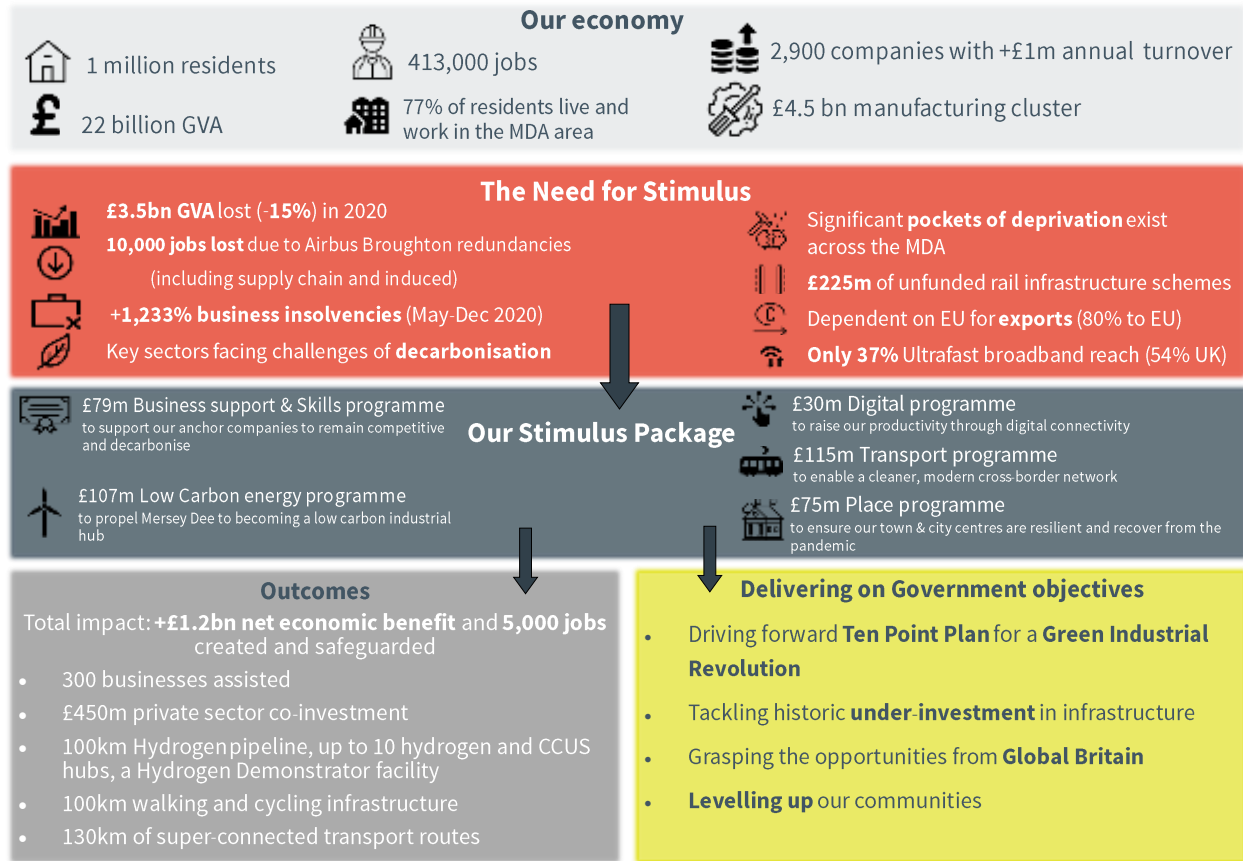 Our economy
1 million residents
413,000 jobs
2,900 companies with +£1m annual turnover
22 billion GVA
77% of residents live and
work in the MDA area
£4.5 bn manufacturing cluster
The Need for Stimulus
£3.5bn GVA lost (-15%) in 2020
10,000 jobs lost due to Airbus Broughton redundancies
(including supply chain and induced)
+1,233% business insolvencies (May-Dec 2020)
Key sectors facing challenges of decarbonisation
Significant pockets of deprivation exist
across the MDA
£225m of unfunded rail infrastructure schemes
Dependent on EU for exports (80% to EU)
Only 37% Ultrafast broadband reach (54% UK)
Our Stimulus Package
£79m Business support & Skills programme
to support our anchor companies to remain competitive
and decarbonise
£107m Low Carbon energy programme
to propel Mersey Dee to becoming a low carbon industrial
hub
£30m Digital programme
to raise our productivity through digital connectivity
£115m Transport programme
to enable a cleaner, modern cross-border network
£75m Place programme
to ensure our town & city centres are resilient and recover from the
pandemic
Outcomes
Total impact: +£1.2bn net economic benefit and 5,000 jobs
created and safeguarded
• 300 businesses assisted
• £450m private sector co-investment
• 100km Hydrogen pipeline, up to 10 hydrogen and CCUS
hubs, a Hydrogen Demonstrator facility
• 100km walking and cycling infrastructure
• 130km of super-connected transport routes
Delivering on Government objectives
• Driving forward Ten Point Plan for a Green Industrial
Revolution
• Tackling historic under-investment in infrastructure
• Grasping the opportunities from Global Britain
• Levelling up our communities